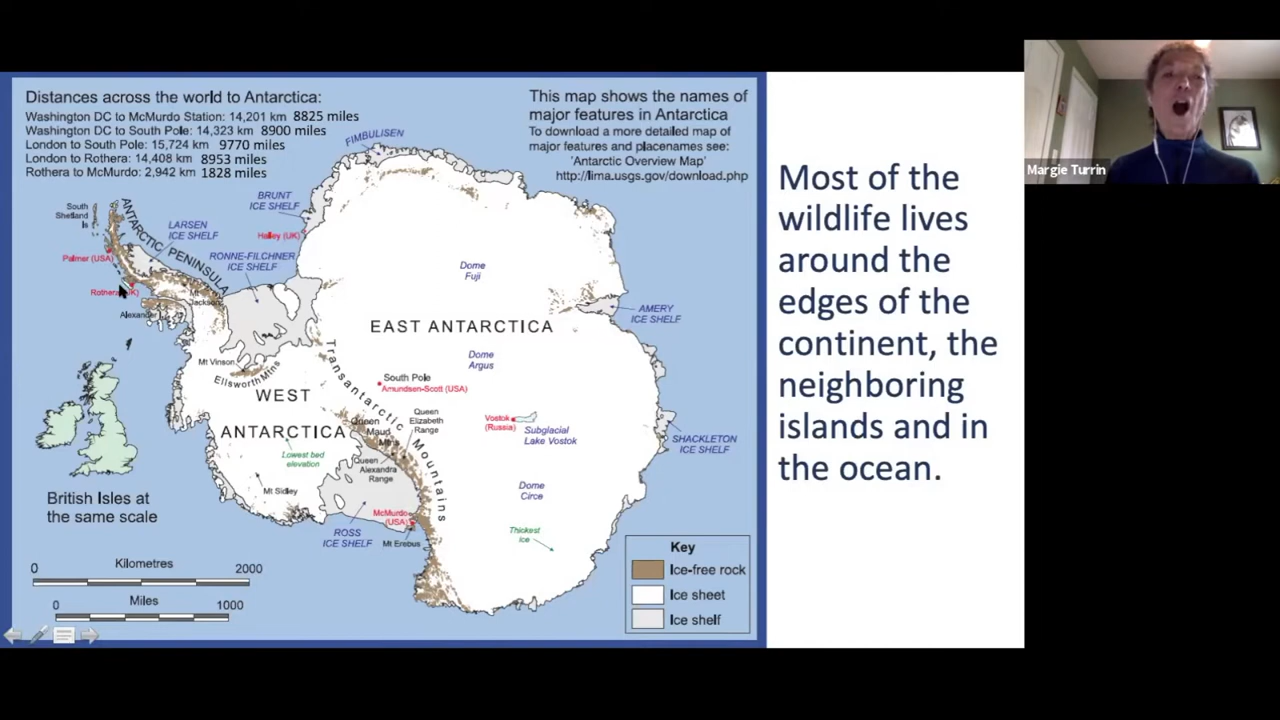 Distances across the world to Antarctica:
Washington DC to McMurdo Station: 14,201 km 8825 miles
Washington DC to South Pole: 14,323 km 8900 miles
London to South Pole: 15,724 km 9770 miles
London to Rothera: 14,408 km 8953 miles
Rothera to McMurdo: 2,942 km 1828 miles
This map shows the names of
major features in Antarctica
To download a more detailed map of
major features and placenames see:
'Antarctic Overview Map'
http://lima.usgs.gov/download.php
FIMBULISEN
BRUNT
ICE SHELF
South
Shetland
Is
ANTARCTIC PENINSULA
LARSEN
ICE SHELF
Halley (UK)
Palmer (USA)
RONNE-FILCHNER
ICE SHELF
Dome
Fuji
Mt
Jackson
Alexander
AMERY
ICE SHELF
EAST ANTARCTICA
Mt Vinson
Ellsworth Mtns
Dome
Argus
South Pole
Amundsen-Scott (USA)
Transantarctic Mountains
WEST
ANTARCTICA
Queen
Maud
Mts
Queen
Elizabeth
Range
Vostok
(Russia)
Subglacial
Lake Vostok
SHACKLETON
ICE SHELF
Lowest bed
elevation
Queen
Alexandra
Range
Mt Sidley
Dome
Circe
McMurdo
(USA)
ROSS
ICE SHELF
Mt Erebus
Thickest
ice
British Isles at
the same scale
Kilometres
0 2000
Miles
0 1000
Key
Ice-free rock
Ice sheet
Ice shelf
Most of the
wildlife lives
around the
edges of the
continent, the
neighboring
islands and in
the ocean.
Margie Turrin